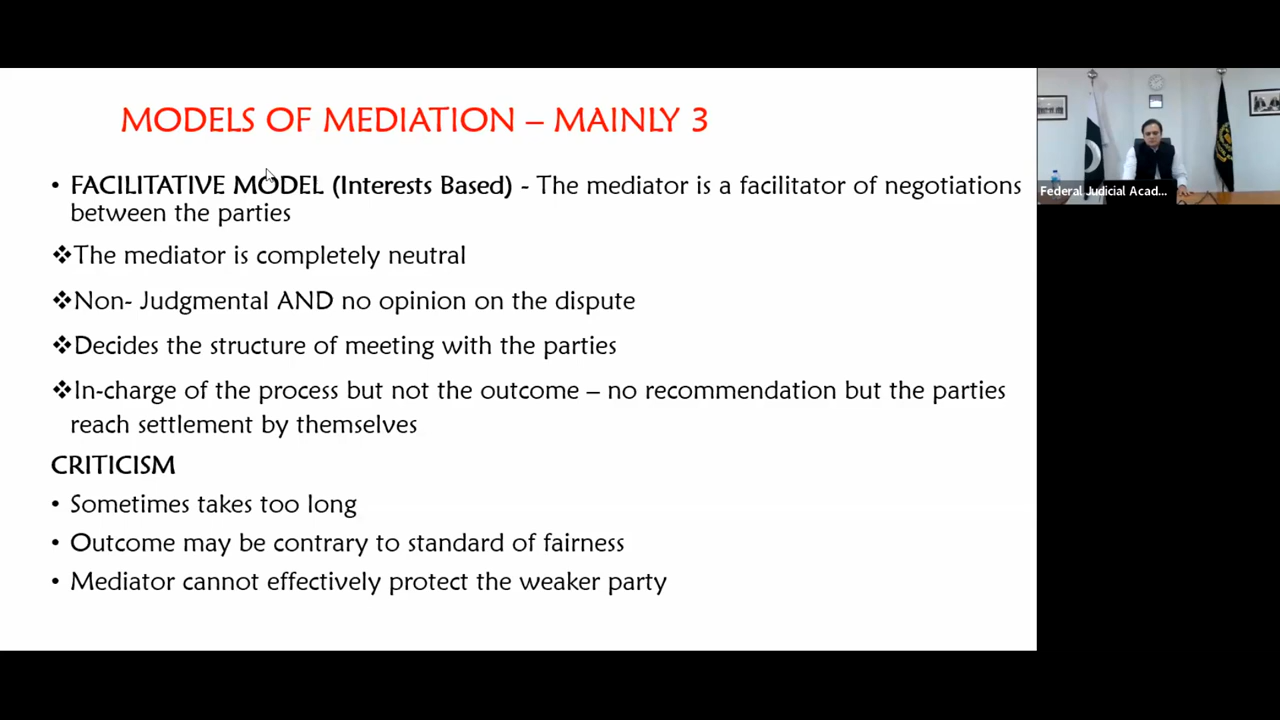 MODELS OF MEDIATION – MAINLY 3
• FACILITATIVE MODEL (Interests Based) - The mediator is a facilitator of negotiations
between the parties
❖The mediator is completely neutral
❖Non- Judgmental AND no opinion on the dispute
❖Decides the structure of meeting with the parties
❖In-charge of the process but not the outcome – no recommendation but the parties
reach settlement by themselves
CRITICISM
• Sometimes takes too long
• Outcome may be contrary to standard of fairness
• Mediator cannot effectively protect the weaker party
Federal Judicial Acad...